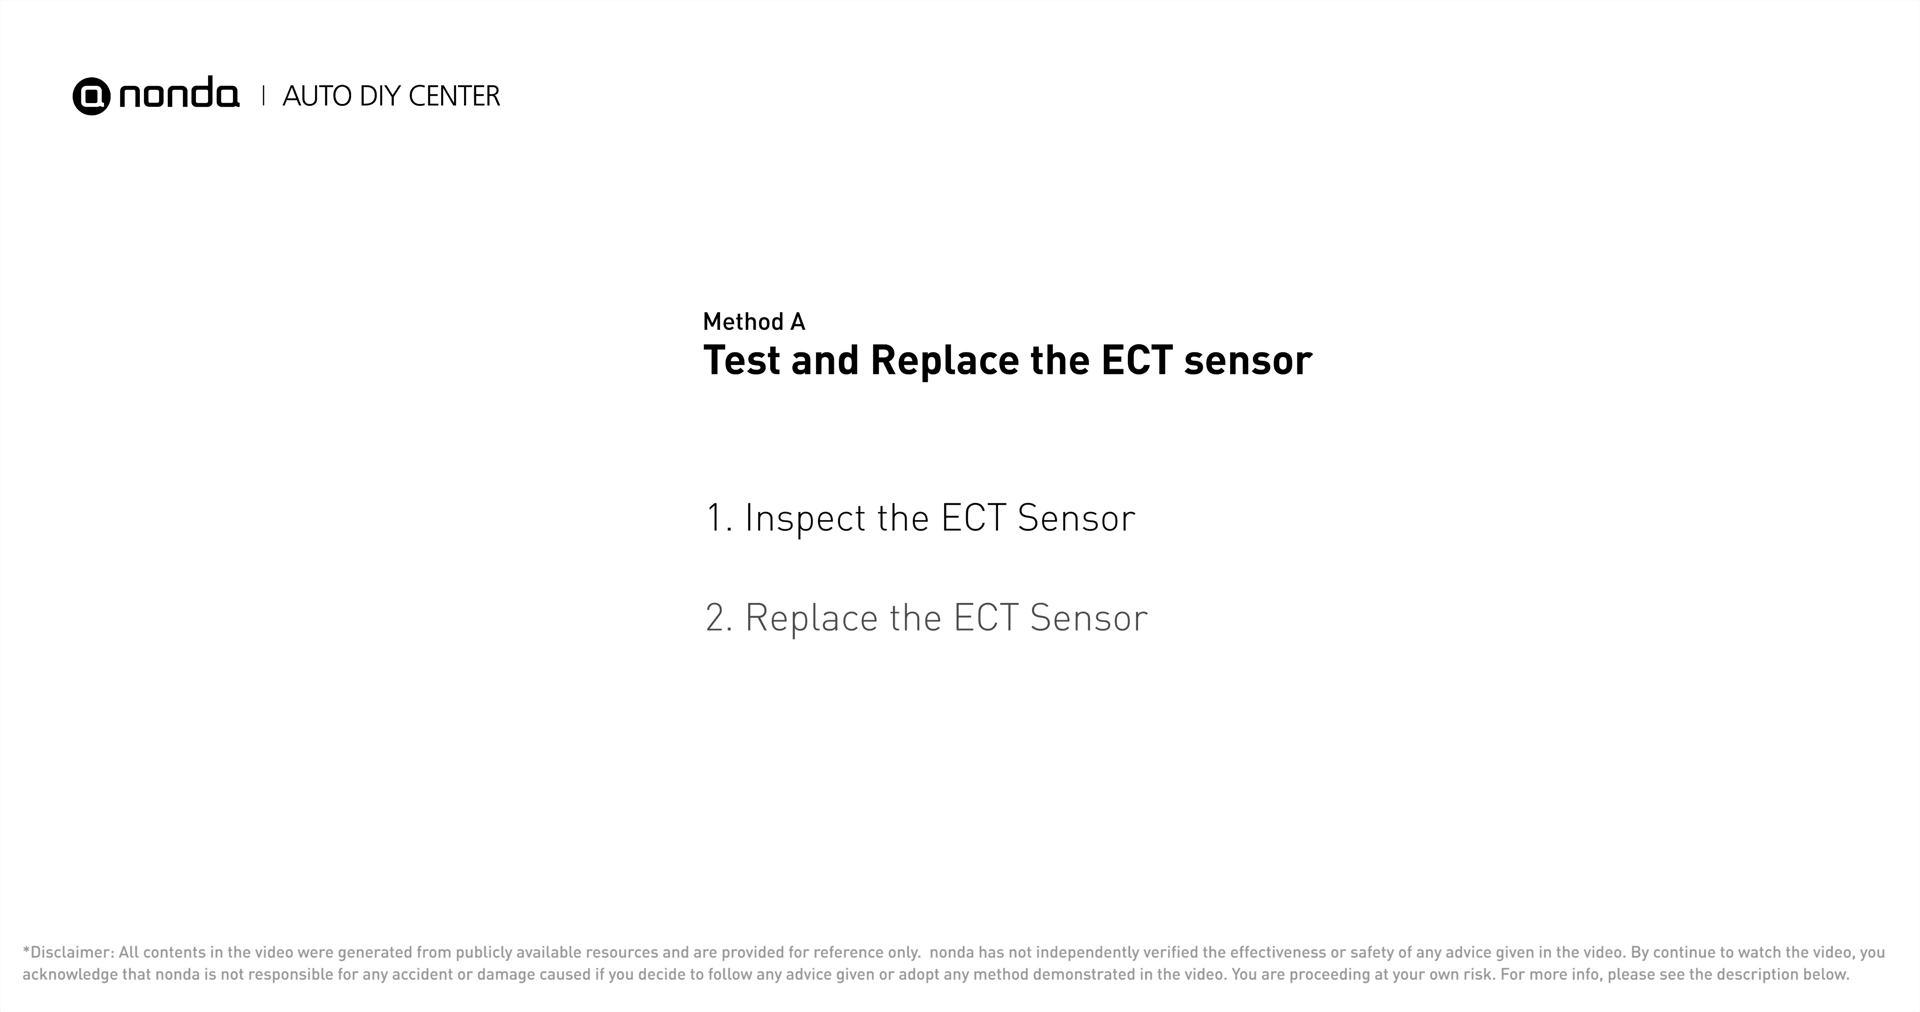 nonda | AUTO DIY CENTER
Method A
Test and Replace the ECT sensor
1. Inspect the ECT Sensor
2. Replace the ECT Sensor
*Disclaimer: All contents in the video were generated from publicly available resources and are provided for reference only.  nonda has not independently verified the effectiveness or safety of any advice given in the video. By continue to watch the video, you
acknowledge that nonda is not responsible for any accident or damage caused if you decide to follow any advice given or adopt any method demonstrated in the video. You are proceeding at your own risk. For more info, please see the description below.